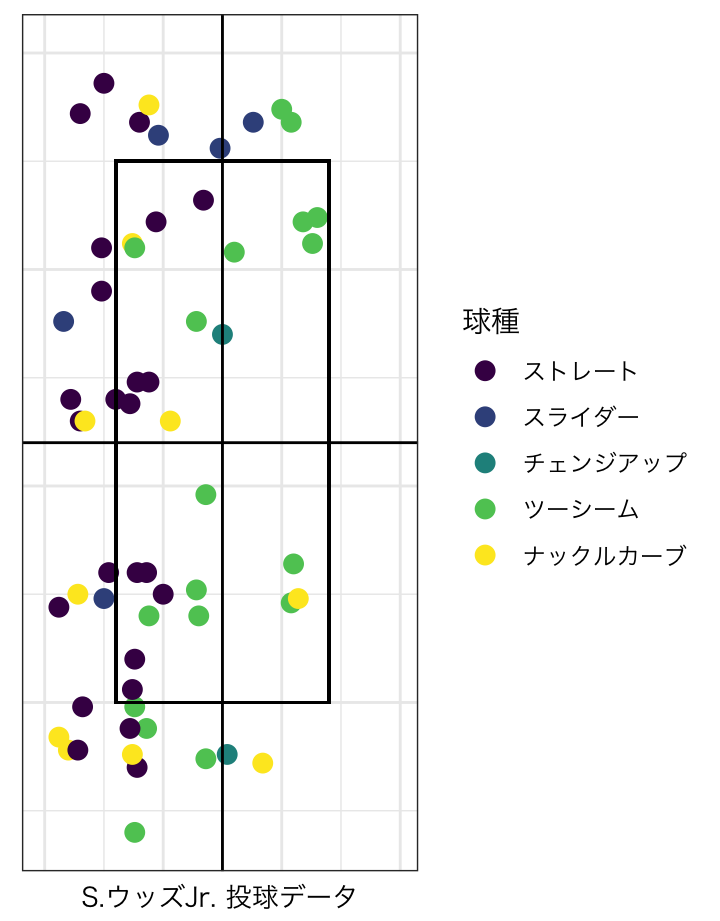 球種
ストレート
スライダー
チェンジアップ
ツーシーム
ナックルカーブ
S.ウッズJr. 投球データ